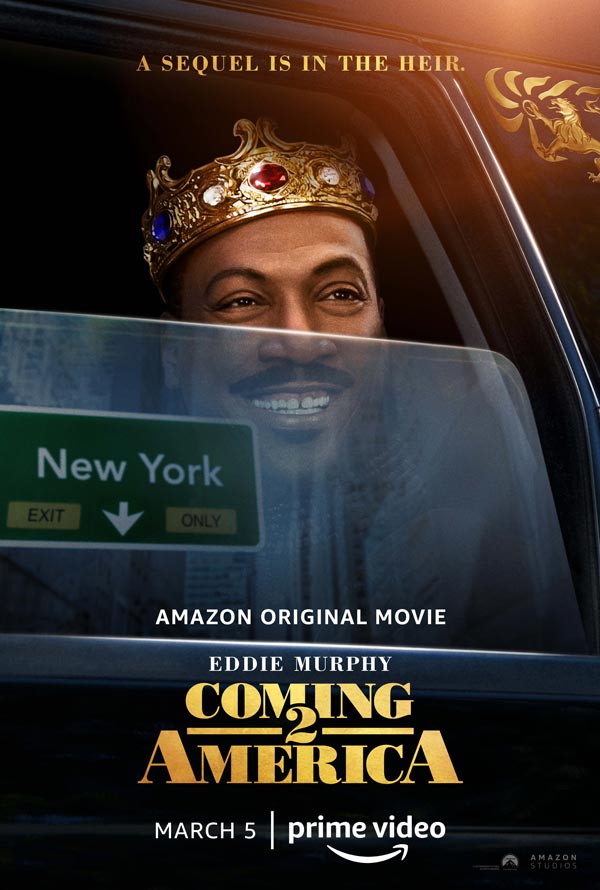 A SEQUEL IS IN THE HEIR.
New York
EXIT ONLY
AMAZON ORIGINAL MOVIE
EDDIE MURPHY
COMING
2
AMERICA
MARCH 5 | prime video
AMAZON
STUDIOS